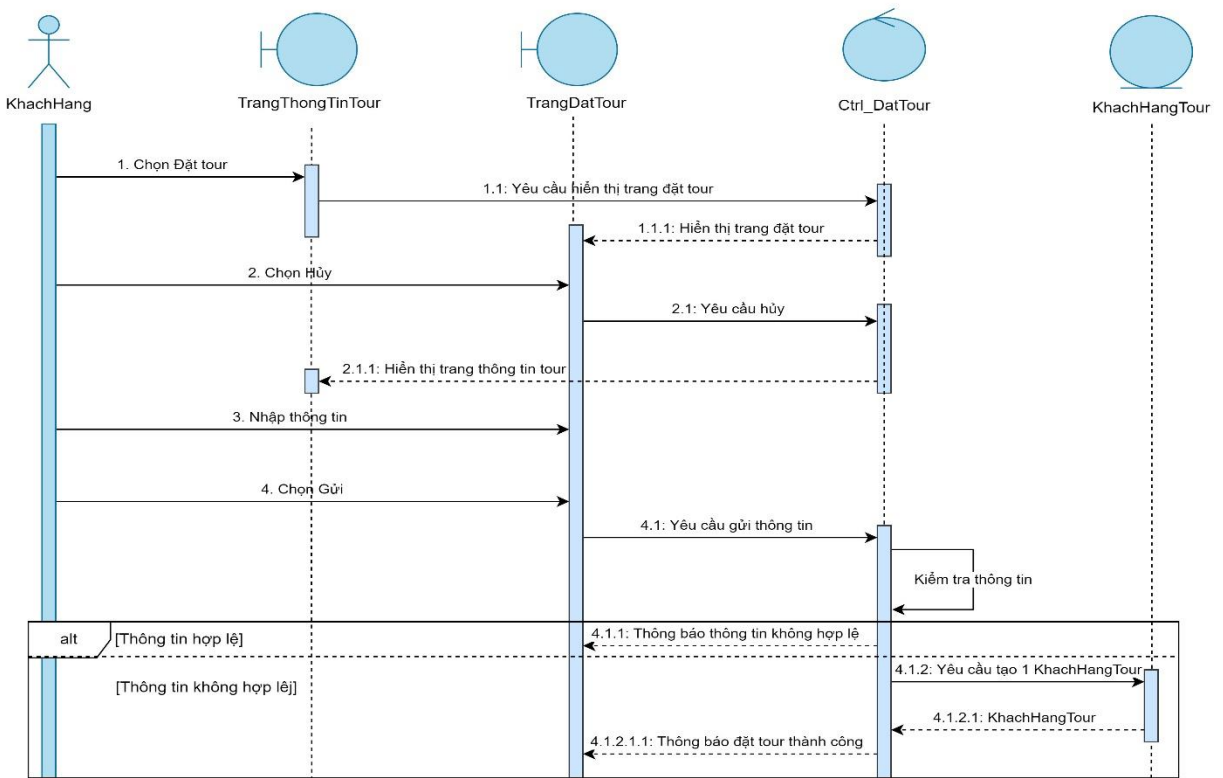 KhachHang
TrangThongTinTour
TrangDatTour
Ctrl_DatTour
KhachHangTour
1. Chọn Đặt tour
1.1: Yêu cầu hiển thị trang đặt tour
1.1.1: Hiển thị trang đặt tour
2. Chọn Hủy
2.1: Yêu cầu hủy
2.1.1: Hiển thị trang thông tin tour
3. Nhập thông tin
4. Chọn Gửi
4.1: Yêu cầu gửi thông tin
Kiểm tra thông tin
alt
[Thông tin hợp lệ]
4.1.1: Thông báo thông tin không hợp lệ
4.1.2: Yêu cầu tạo 1 KhachHangTour
[Thông tin không hợp lêj]
4.1.2.1: KhachHangTour
4.1.2.1.1: Thông báo đặt tour thành công